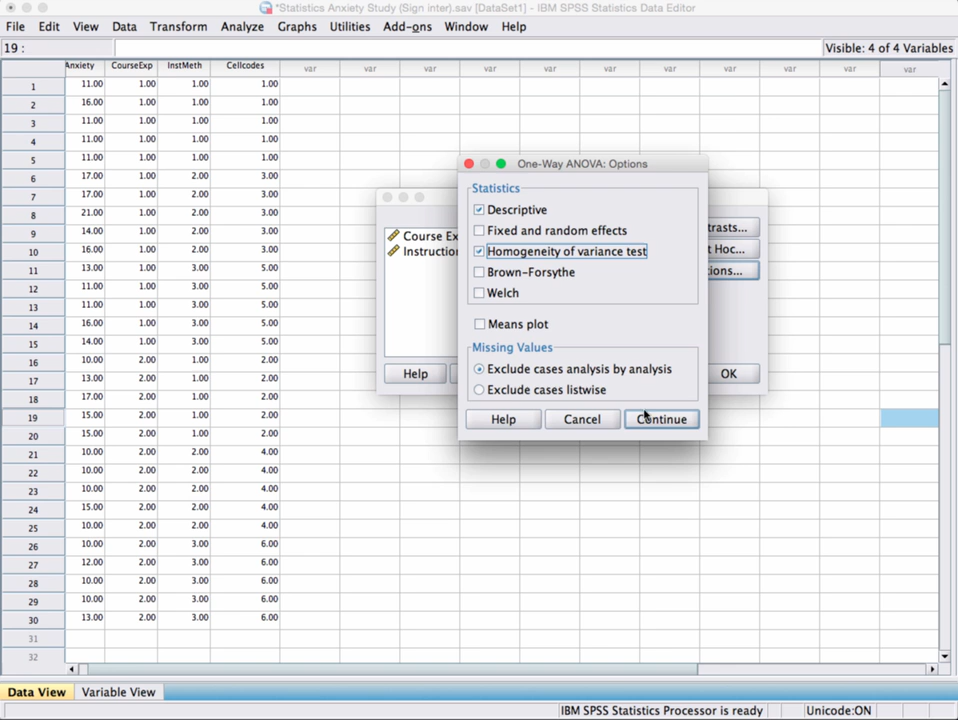 *Statistics Anxiety Study (Sign inter).sav [DataSet1] - IBM SPSS Statistics Data Editor
File Edit View Data Transform Analyze Graphs Utilities Add-ons Window Help
19 : Visible: 4 of 4 Variables
Anxiety CourseExp InstMeth Cellcodes var var var var var var var var var var var
1 11.00 1.00 1.00 1.00
2 16.00 1.00 1.00 1.00
3 11.00 1.00 1.00 1.00
4 11.00 1.00 1.00 1.00
5 11.00 1.00 1.00 1.00
6 17.00 1.00 2.00 3.00
7 17.00 1.00 2.00 3.00
8 21.00 1.00 2.00 3.00
9 14.00 1.00 2.00 3.00
10 16.00 1.00 2.00 3.00
11 13.00 1.00 3.00 5.00
12 11.00 1.00 3.00 5.00
13 11.00 1.00 3.00 5.00
14 16.00 1.00 3.00 5.00
15 14.00 1.00 3.00 5.00
16 10.00 2.00 1.00 2.00
17 13.00 2.00 1.00 2.00
18 17.00 2.00 1.00 2.00
19 15.00 2.00 1.00 2.00
20 15.00 2.00 1.00 2.00
21 10.00 2.00 2.00 4.00
22 10.00 2.00 2.00 4.00
23 10.00 2.00 2.00 4.00
24 15.00 2.00 2.00 4.00
25 10.00 2.00 2.00 4.00
26 10.00 2.00 3.00 6.00
27 12.00 2.00 3.00 6.00
28 10.00 2.00 3.00 6.00
29 10.00 2.00 3.00 6.00
30 13.00 2.00 3.00 6.00
31
32
One-Way ANOVA: Options
Statistics
Descriptive
Fixed and random effects
Homogeneity of variance test
Brown-Forsythe
Welch
Means plot
Missing Values
Exclude cases analysis by analysis
Exclude cases listwise
Help Cancel Continue
Course Ex
Instruction
trasts...
t Hoc...
ions...
Help OK
Data View Variable View
IBM SPSS Statistics Processor is ready Unicode:ON